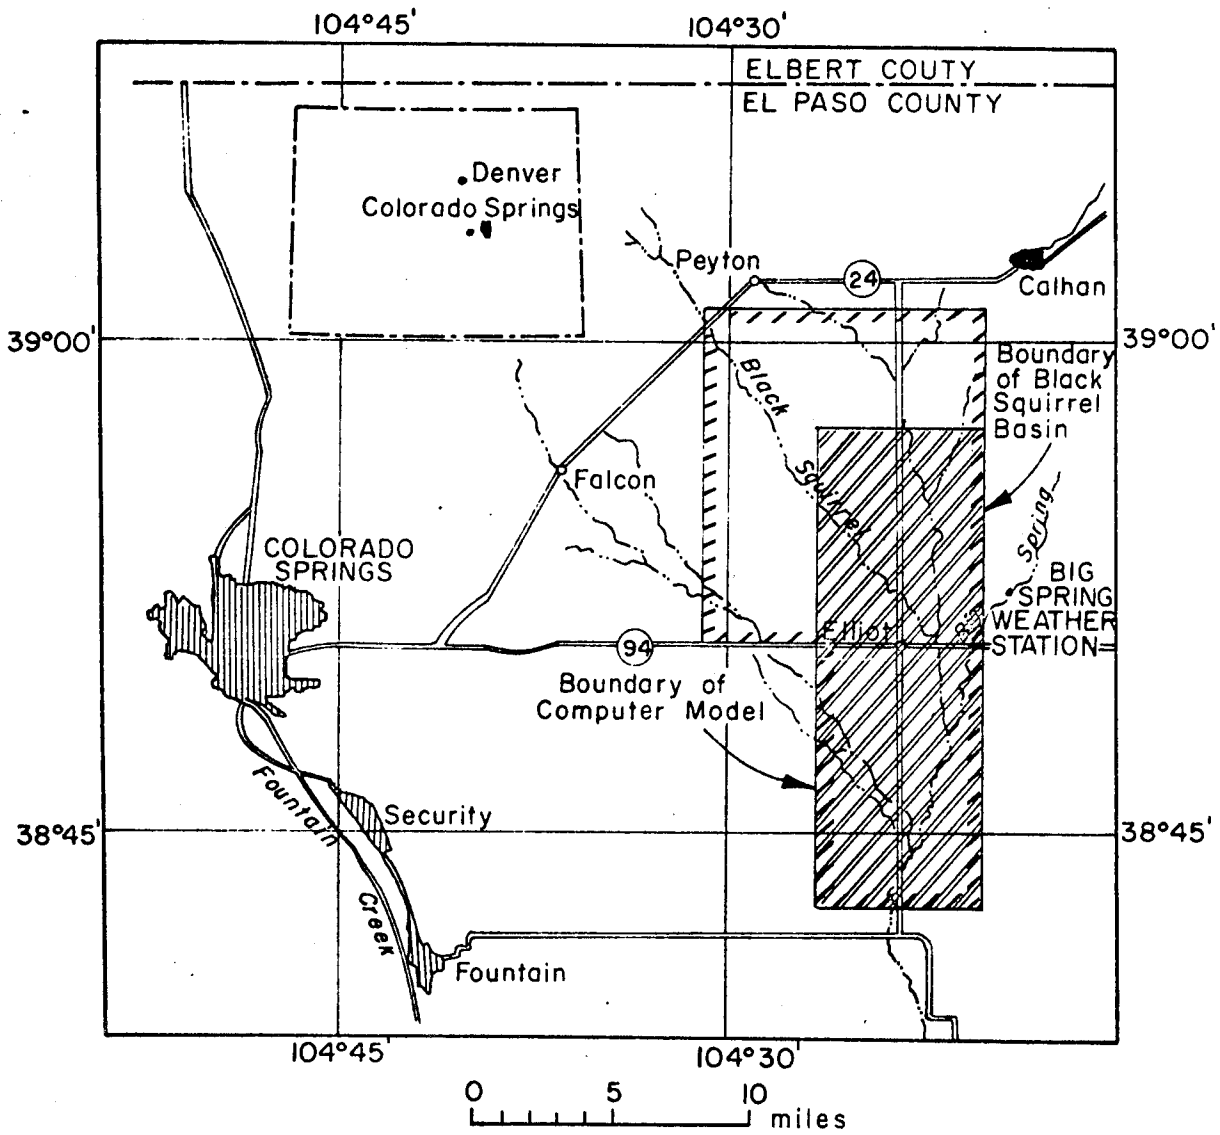 104°45'
104°30'
ELBERT COUTY
EL PASO COUNTY
Denver
Colorado Springs
Peyton
24
Calhan
39°00'
39°00'
Boundary
of Black
Squirrel
Basin
Black
Squirrel
Falcon
Spring
COLORADO
SPRINGS
BIG
SPRING
WEATHER
STATION
Big
Elliot
94
Boundary of
Computer Model
Fountain
Creek
Security
38°45'
38°45'
Fountain
104°45'
104°30'
0 5 10
miles